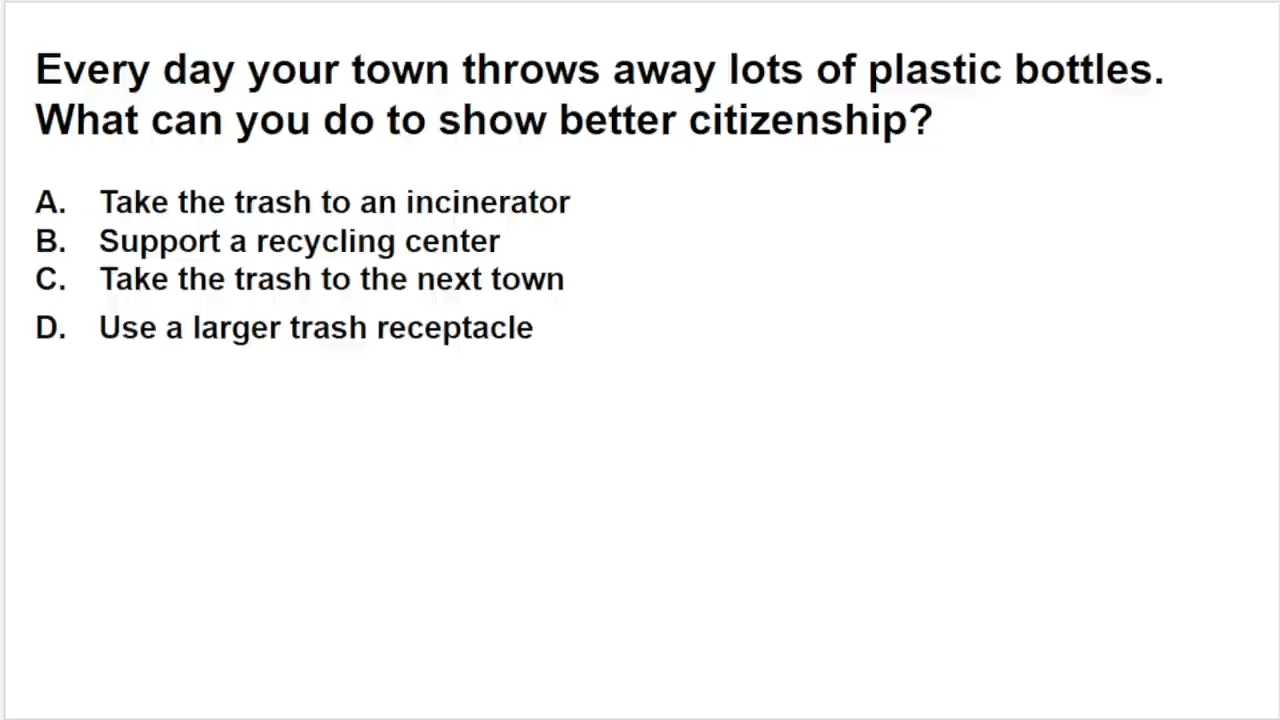 Every day your town throws away lots of plastic bottles.
What can you do to show better citizenship?
A. Take the trash to an incinerator
B. Support a recycling center
C. Take the trash to the next town
D. Use a larger trash receptacle